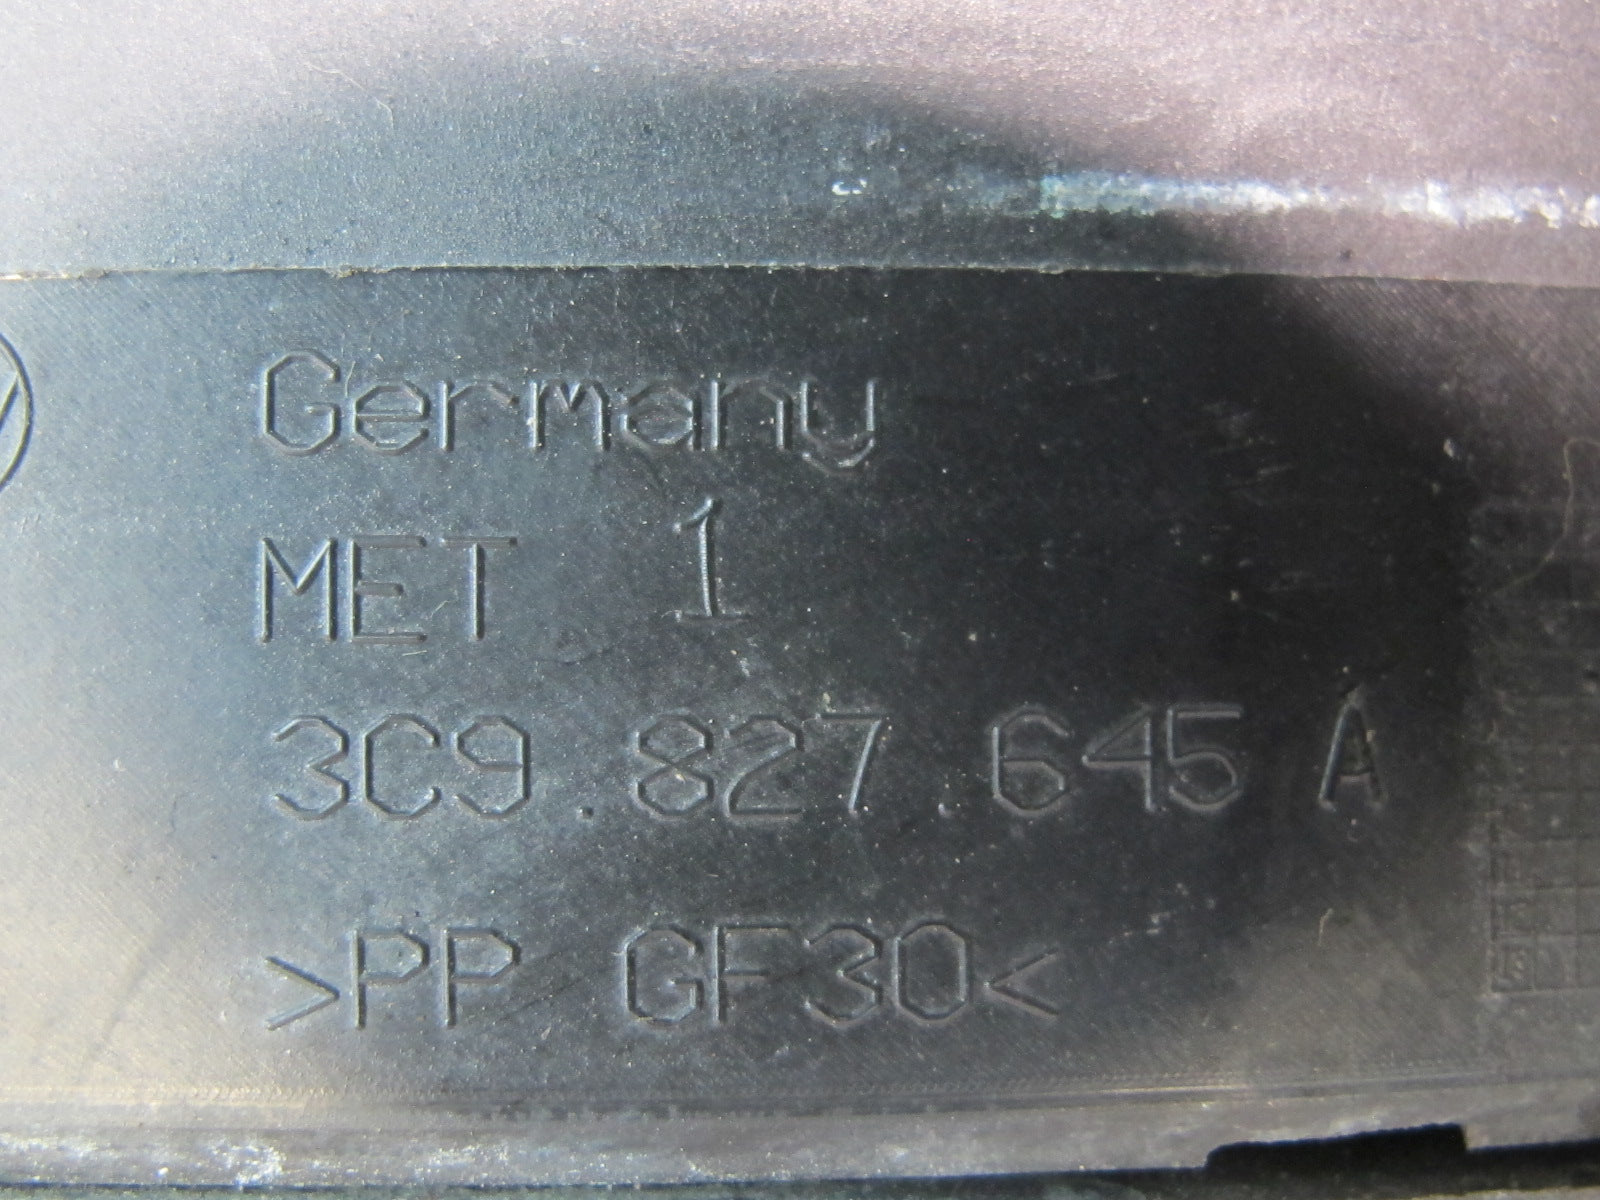 Germany
MET 1
3C9.827.645 A
>PP GF30<